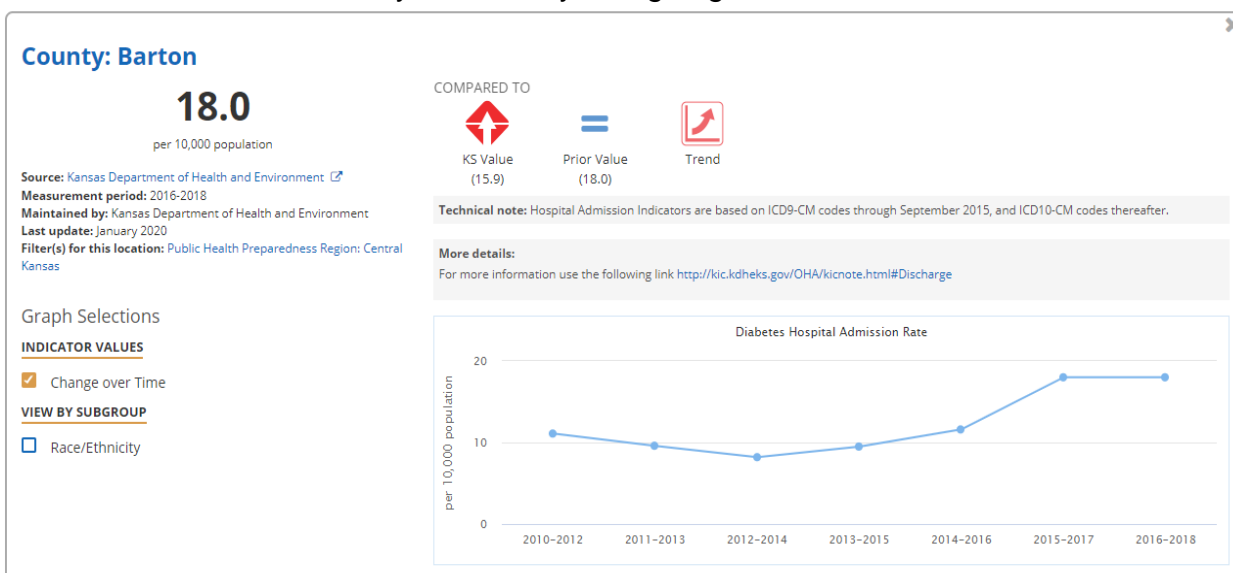 County: Barton
18.0
per 10,000 population
Source: Kansas Department of Health and Environment
Measurement period: 2016-2018
Maintained by: Kansas Department of Health and Environment
Last update: January 2020
Filter(s) for this location: Public Health Preparedness Region: Central
Kansas
Graph Selections
INDICATOR VALUES
Change over Time
VIEW BY SUBGROUP
Race/Ethnicity
COMPARED TO
KS Value
(15.9)
Prior Value
(18.0)
Trend
Technical note: Hospital Admission Indicators are based on ICD9-CM codes through September 2015, and ICD10-CM codes thereafter.
More details:
For more information use the following link http://kic.kdheks.gov/OHA/kicnote.html#Discharge
Diabetes Hospital Admission Rate
per 10,000 population
20
10
0
2010-2012 2011-2013 2012-2014 2013-2015 2014-2016 2015-2017 2016-2018